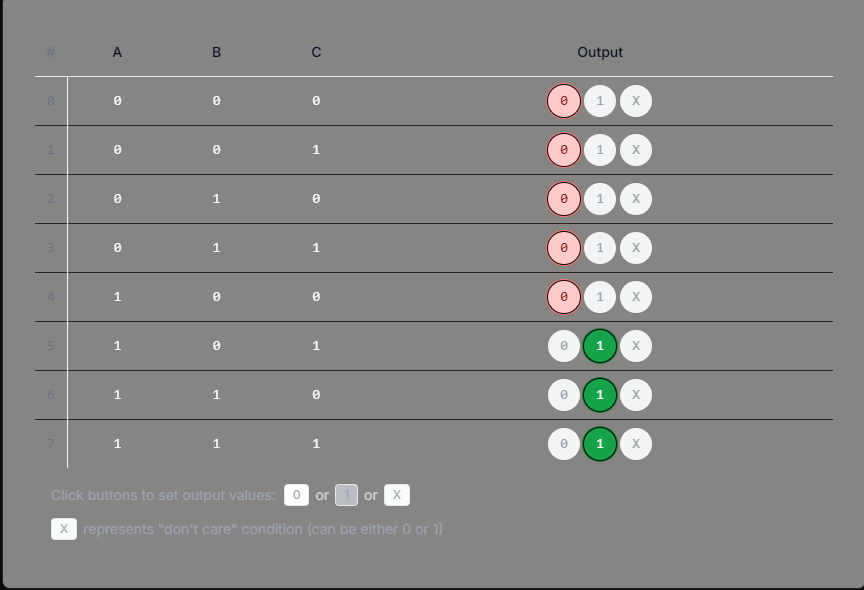 # A B C Output
0 0 0 0 0 1 X
1 0 0 1 0 1 X
2 0 1 0 0 1 X
3 0 1 1 0 1 X
4 1 0 0 0 1 X
5 1 0 1 0 1 X
6 1 1 0 0 1 X
7 1 1 1 0 1 X
Click buttons to set output values: 0 or 1 or X
X represents "don't care" condition (can be either 0 or 1)